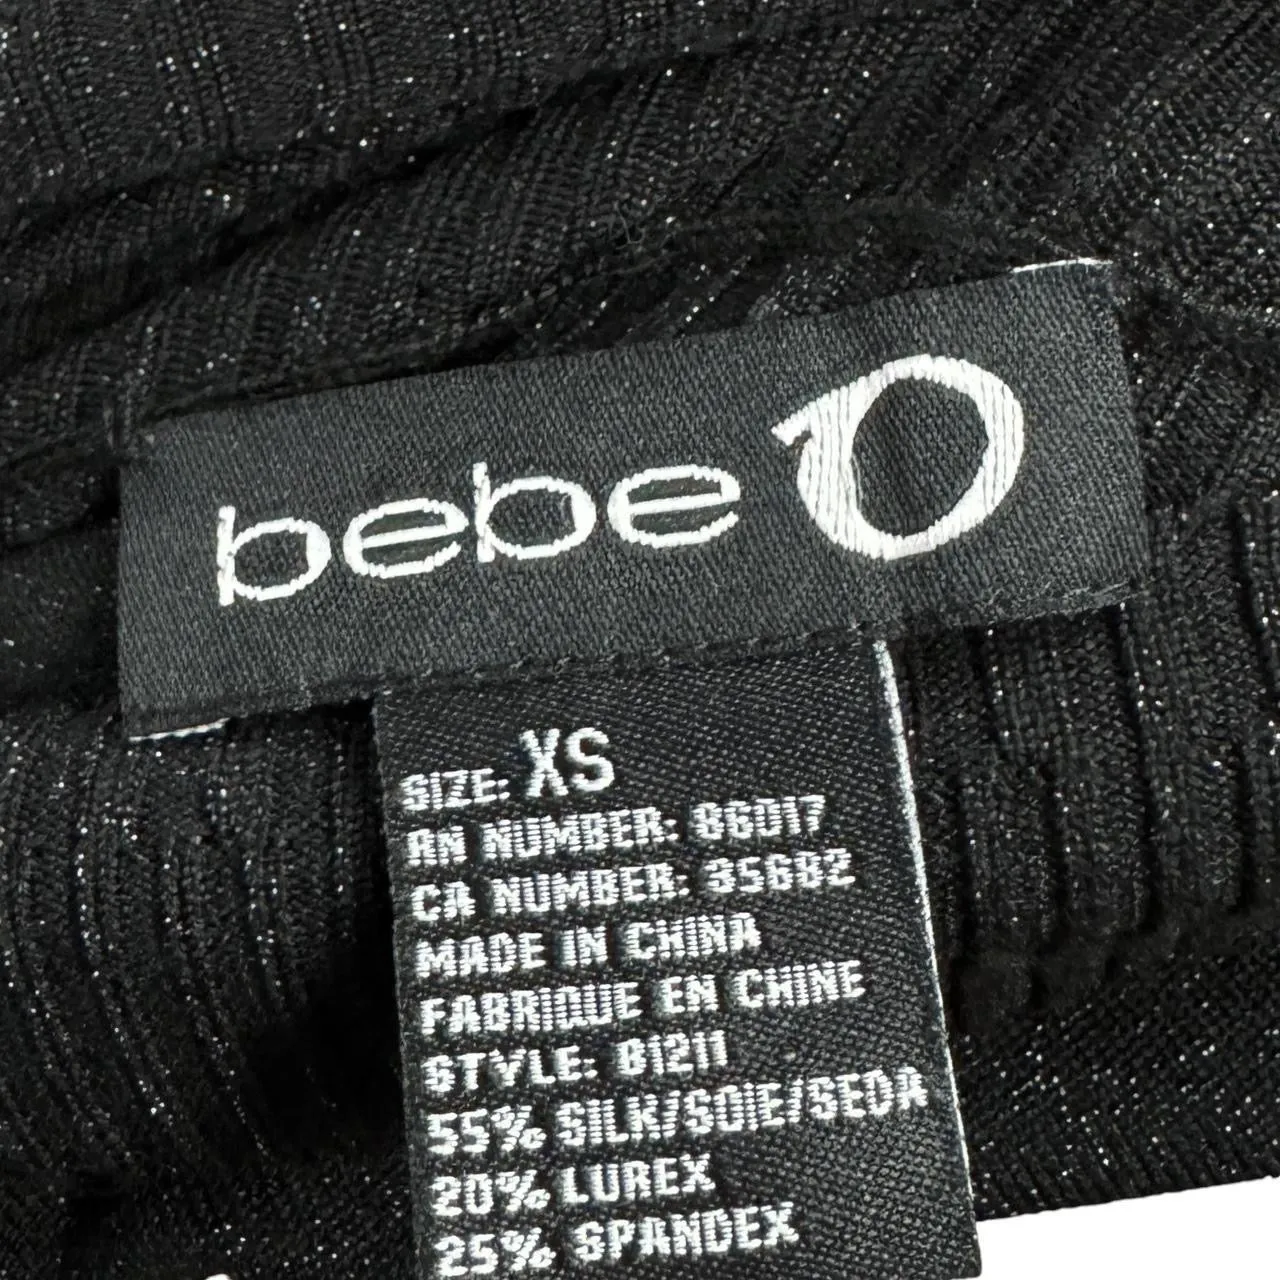 bebe
SIZE: XS
RN NUMBER: 86017
CA NUMBER: 35682
MADE IN CHINA
FABRIQUE EN CHINE
STYLE: 81211
55% SILK/SOIE/SEDA
20% LUREX
25% SPANDEX